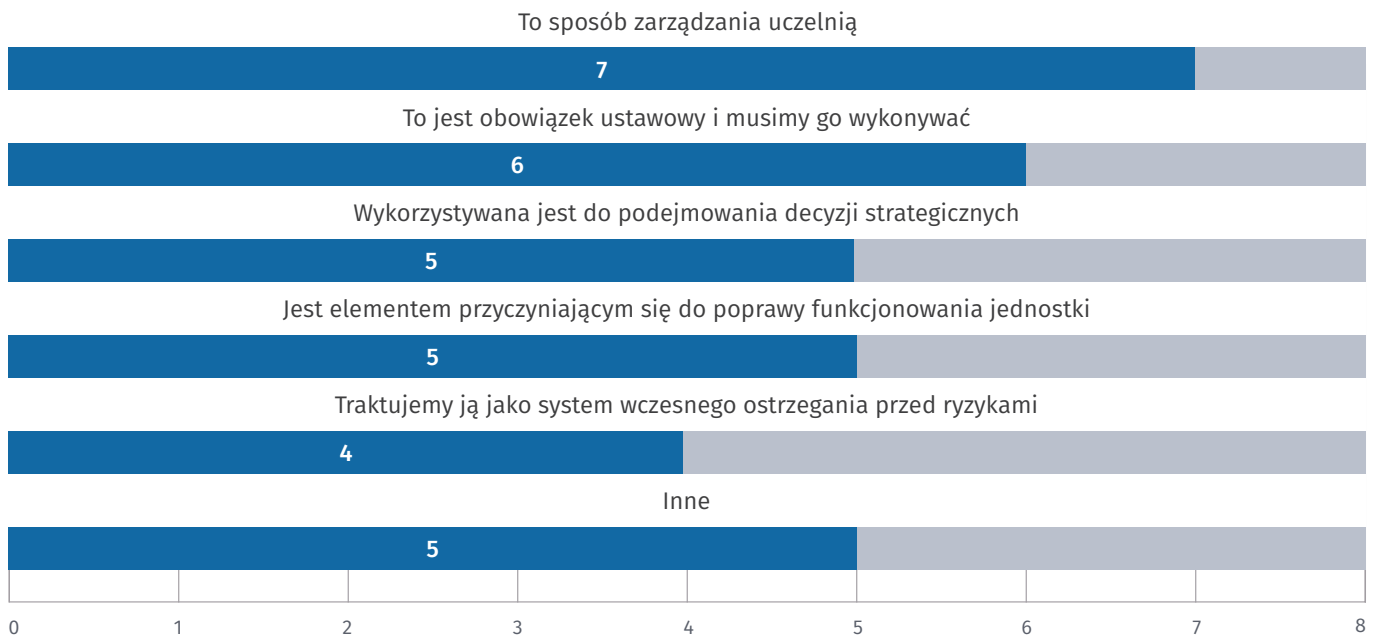 To sposób zarządzania uczelnią
7
To jest obowiązek ustawowy i musimy go wykonywać
6
Wykorzystywana jest do podejmowania decyzji strategicznych
5
Jest elementem przyczyniającym się do poprawy funkcjonowania jednostki
5
Traktujemy ją jako system wczesnego ostrzegania przed ryzykami
4
Inne
5
0 1 2 3 4 5 6 7 8